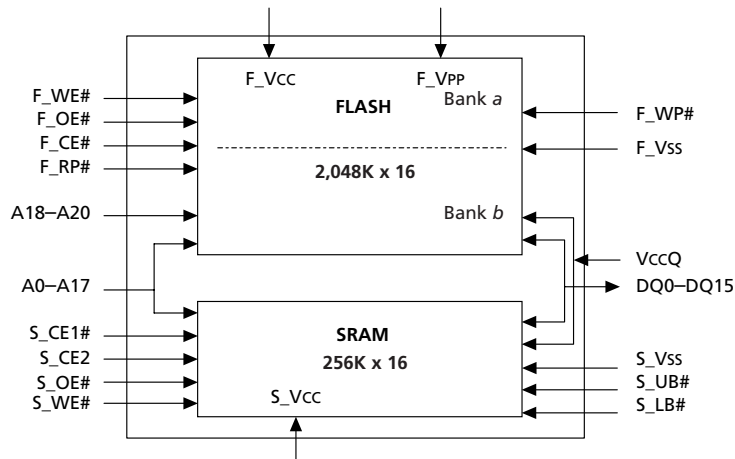 F_VCC
F_VPP
F_WE#
Bank a
FLASH
F_WP#
F_OE#
F_CE#
F_VSS
F_RP#
2,048K x 16
A18–A20
Bank b
VCCQ
A0–A17
DQ0–DQ15
SRAM
S_CE1#
S_CE2
256K x 16
S_VSS
S_OE#
S_UB#
S_VCC
S_WE#
S_LB#